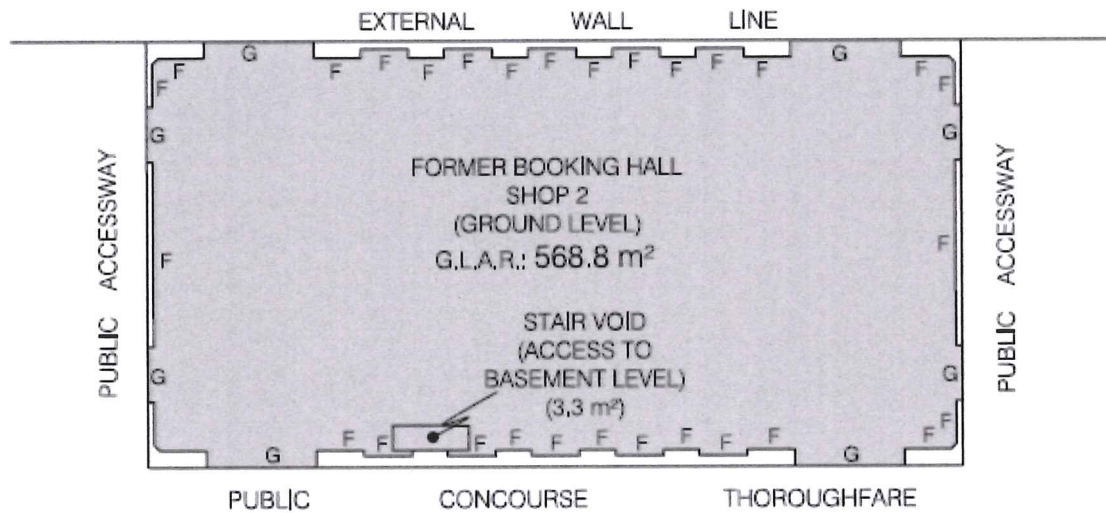 EXTERNAL WALL LINE
G F F F F F F F F F F F G
F F F F
F F
G G
PUBLIC ACCESSWAY
FORMER BOOKING HALL
SHOP 2
(GROUND LEVEL)
G.L.A.R.: 568.8 m²
F F
PUBLIC ACCESSWAY
STAIR VOID
(ACCESS TO
BASEMENT LEVEL)
(3.3 m²)
G G
F F F F F F F F F F F F F
G G
PUBLIC CONCOURSE THOROUGHFARE